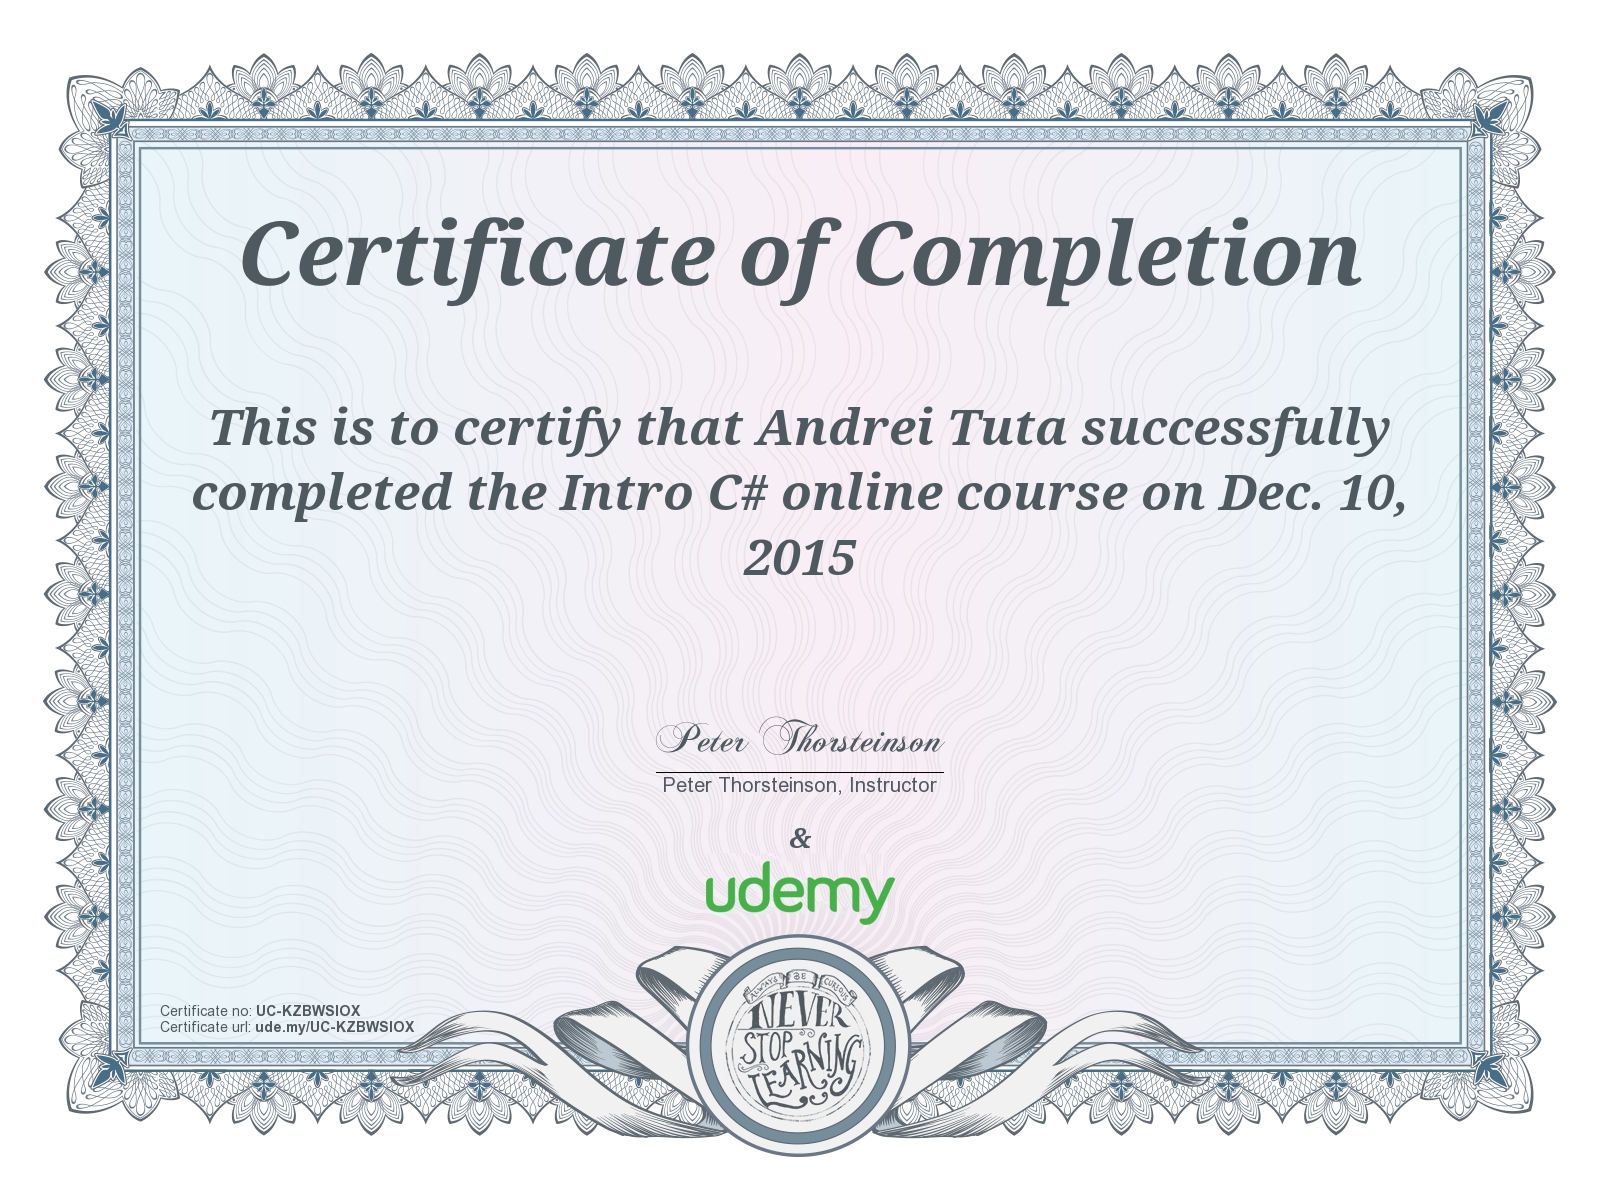 Certificate of Completion
This is to certify that Andrei Tuta successfully
completed the Intro C# online course on Dec. 10,
2015
Peter Thorsteinson
Peter Thorsteinson, Instructor
&
udemy
Certificate no: UC-KZBWSIOX
Certificate url: ude.my/UC-KZBWSIOX
ALWAYS BE CURIOUS
NEVER
STOP
LEARNING